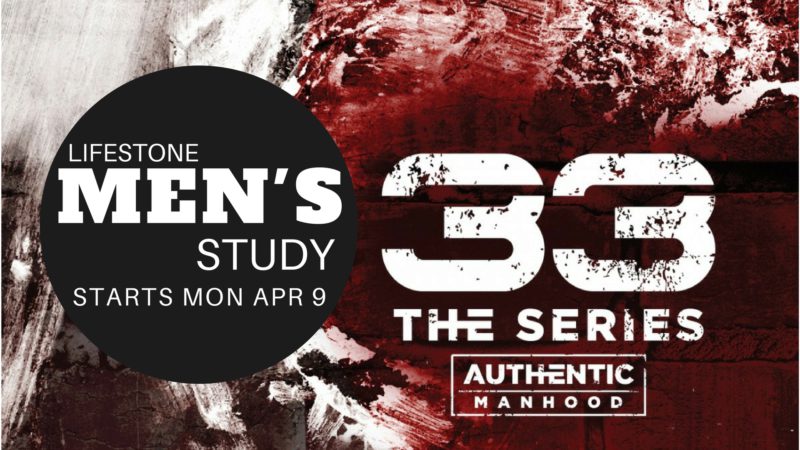 LIFESTONE
MEN'S
STUDY
STARTS MON APR 9
33
THE SERIES
AUTHENTIC
MANHOOD